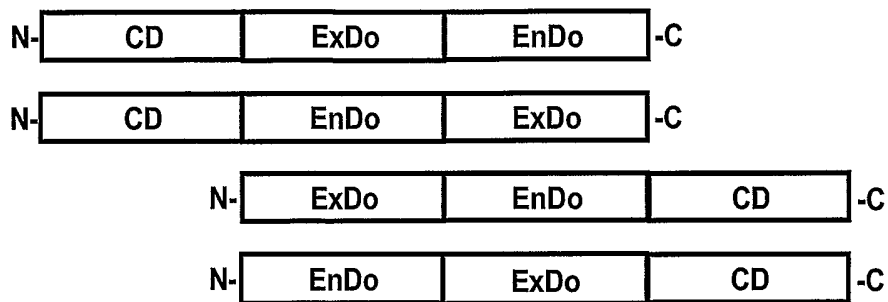 N- CD ExDo EnDo -C
N- CD EnDo ExDo -C
N- ExDo EnDo CD -C
N- EnDo ExDo CD -C